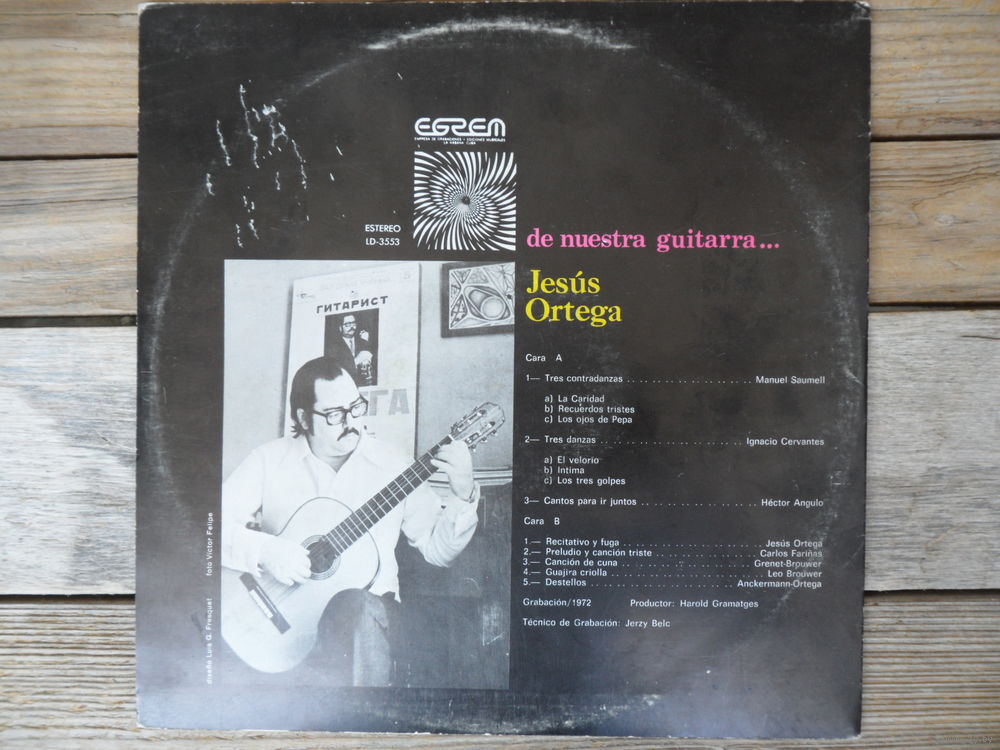 EGREM
EMPRESA DE GRABACIONES Y EDICIONES MUSICALES
LA HABANA CUBA
ESTEREO
LD-3553
de nuestra guitarra...
Jesús
Ortega
ГИТАРИСТ
Cara A
1— Tres contradanzas . . . . . . . . . . . . . . . . . . . . Manuel Saumell
a) La Caridad
b) Recuerdos tristes
c) Los ojos de Pepa
2— Tres danzas . . . . . . . . . . . . . . . . . . . . . . . Ignacio Cervantes
a) El velorio
b) Intima
c) Los tres golpes
3— Cantos para ir juntos . . . . . . . . . . . . . . . . . . . Héctor Angulo
Cara B
1.— Recitativo y fuga . . . . . . . . . . . . . . . . . . . . . . Jesús Ortega
2.— Preludio y canción triste . . . . . . . . . . . . . . . . Carlos Fariñas
3.— Canción de cuna . . . . . . . . . . . . . . . . . . . . Grenet-Brouwer
4.— Guajira criolla . . . . . . . . . . . . . . . . . . . . . . . . Leo Brouwer
5.— Destellos . . . . . . . . . . . . . . . . . . . . . . . Anckermann-Ortega
Grabación/1972 Productor: Harold Gramatges
Técnico de Grabación: Jerzy Belc
diseño Luis G. Fresquet foto Victor Felipe